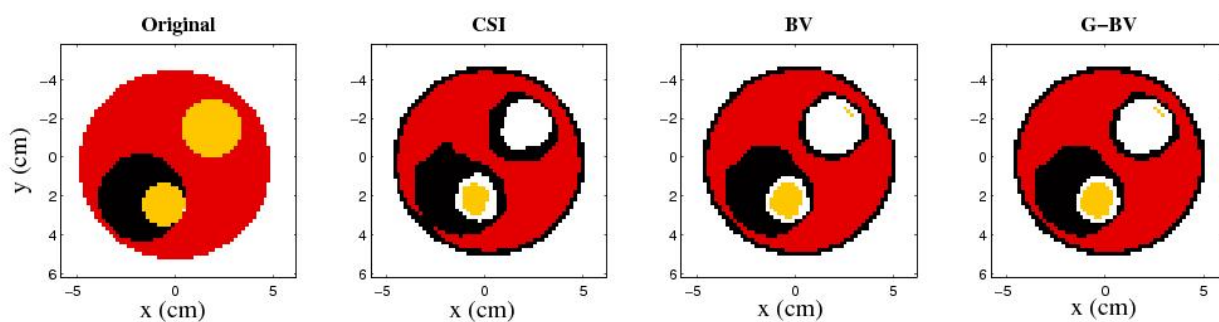 Original CSI BV G−BV
−4 −4 −4 −4
−2 −2 −2 −2
0 0 0 0
y (cm)
2 2 2 2
4 4 4 4
6 6 6 6
−5 0 5 −5 0 5 −5 0 5 −5 0 5
x (cm) x (cm) x (cm) x (cm)